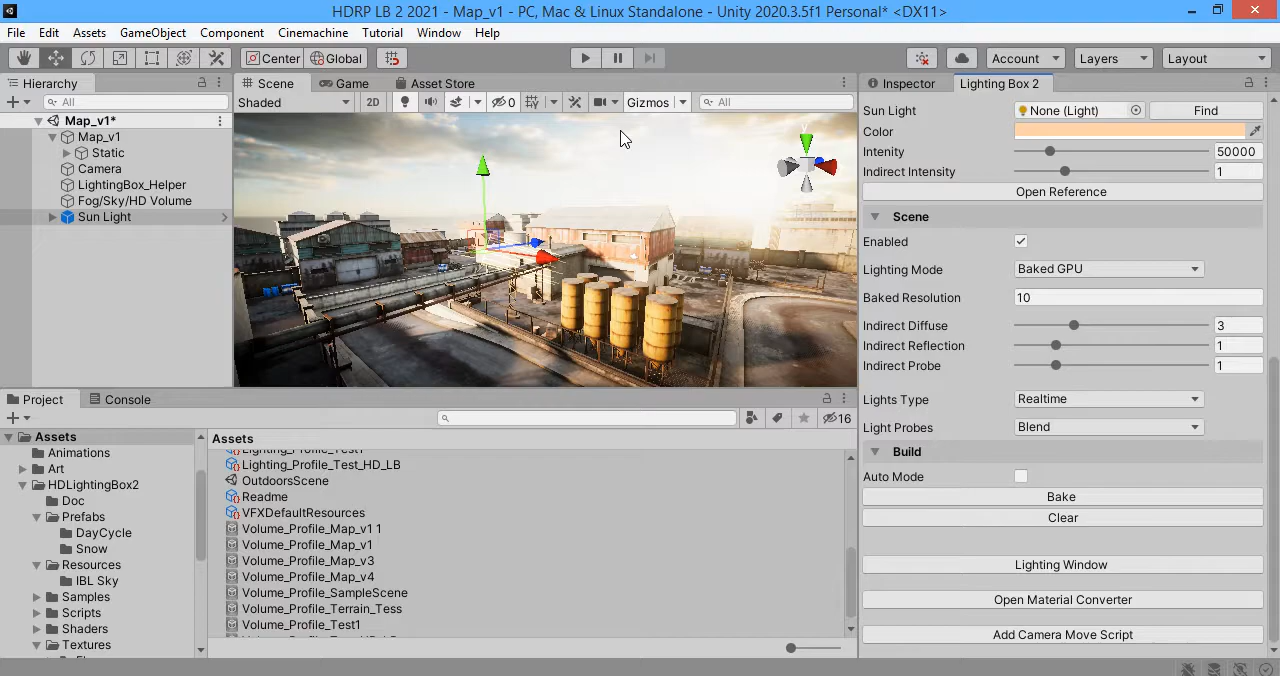 HDRP LB 2 2021 - Map_v1 - PC, Mac & Linux Standalone - Unity 2020.3.5f1 Personal* <DX11>
File Edit Assets GameObject Component Cinemachine Tutorial Window Help
Center Global Account Layers Layout
Hierarchy
All
Map_v1*
Map_v1
Static
Camera
LightingBox_Helper
Fog/Sky/HD Volume
Sun Light
Scene Game Asset Store
Shaded 2D 0 Gizmos All
y
Inspector Lighting Box 2
Sun Light None (Light) Find
Color
Intenity 50000
Indirect Intensity 1
Open Reference
Scene
Enabled
Lighting Mode Baked GPU
Baked Resolution 10
Indirect Diffuse 3
Indirect Reflection 1
Indirect Probe 1
Lights Type Realtime
Light Probes Blend
Build
Auto Mode
Bake
Clear
Lighting Window
Open Material Converter
Add Camera Move Script
Project Console
16
Assets
Animations
Art
HDLightingBox2
Doc
Prefabs
DayCycle
Snow
Resources
IBL Sky
Samples
Scripts
Shaders
Textures
Assets
Lighting_Profile_Test1
Lighting_Profile_Test_HD_LB
OutdoorsScene
Readme
VFXDefaultResources
Volume_Profile_Map_v1 1
Volume_Profile_Map_v1
Volume_Profile_Map_v3
Volume_Profile_Map_v4
Volume_Profile_SampleScene
Volume_Profile_Terrain_Tess
Volume_Profile_Test1